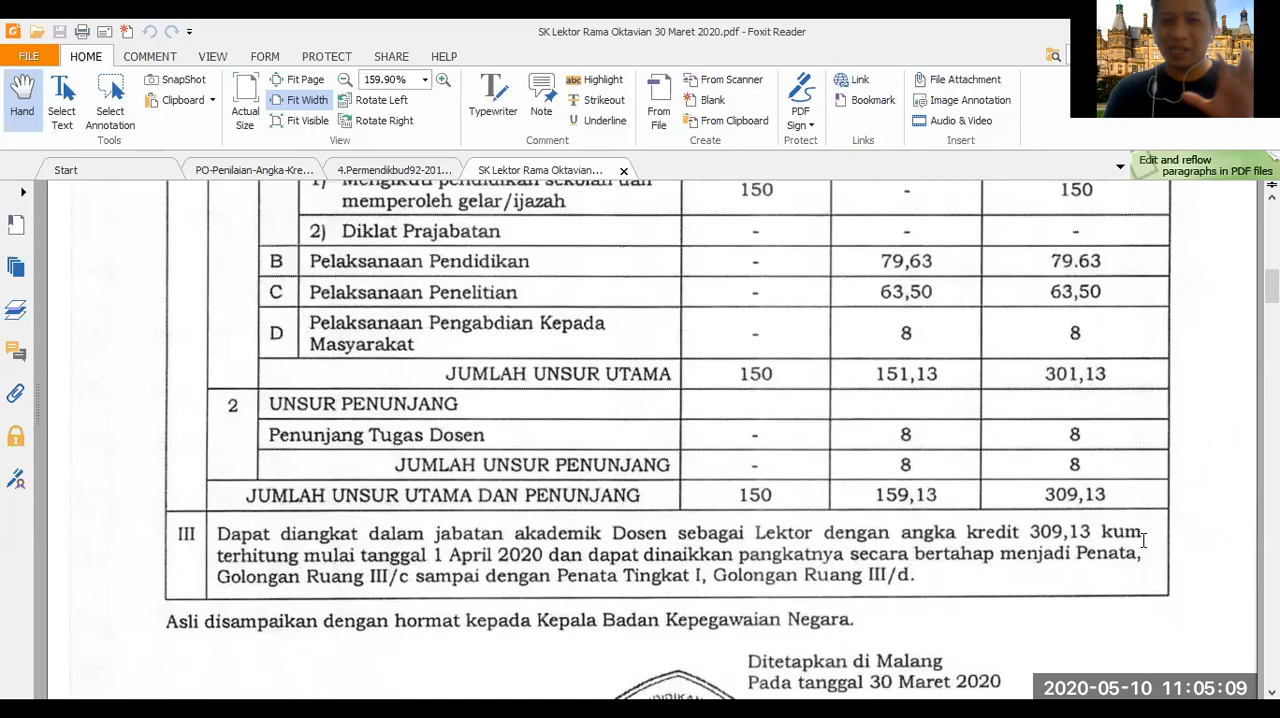 SK Lektor Rama Oktavian 30 Maret 2020.pdf - Foxit Reader
FILE HOME COMMENT VIEW FORM PROTECT SHARE HELP
SnapShot Fit Page 159.90% Highlight From Scanner Link File Attachment
Hand Select Text Select Annotation Clipboard Actual Size Fit Width Rotate Left Typewriter Note Strikeout From File Blank PDF Sign Bookmark Image Annotation
Fit Visible Rotate Right Underline From Clipboard Audio & Video
Tools View Comment Create Protect Links Insert
Start PO-Penilaian-Angka-Kre... 4.Permendikbud92-201... SK Lektor Rama Oktavian...
Edit and reflow
paragraphs in PDF files
1) Mengikuti pendidikan sekolah dan
memperoleh gelar/ijazah 150 - 150
2) Diklat Prajabatan - - -
B Pelaksanaan Pendidikan - 79,63 79.63
C Pelaksanaan Penelitian - 63,50 63,50
D Pelaksanaan Pengabdian Kepada
Masyarakat - 8 8
JUMLAH UNSUR UTAMA 150 151,13 301,13
2 UNSUR PENUNJANG
Penunjang Tugas Dosen - 8 8
JUMLAH UNSUR PENUNJANG - 8 8
JUMLAH UNSUR UTAMA DAN PENUNJANG 150 159,13 309,13
III Dapat diangkat dalam jabatan akademik Dosen sebagai Lektor dengan angka kredit 309,13 kum
terhitung mulai tanggal 1 April 2020 dan dapat dinaikkan pangkatnya secara bertahap menjadi Penata,
Golongan Ruang III/c sampai dengan Penata Tingkat I, Golongan Ruang III/d.
Asli disampaikan dengan hormat kepada Kepala Badan Kepegawaian Negara.
Ditetapkan di Malang
Pada tanggal 30 Maret 2020
2020-05-10 11:05:09